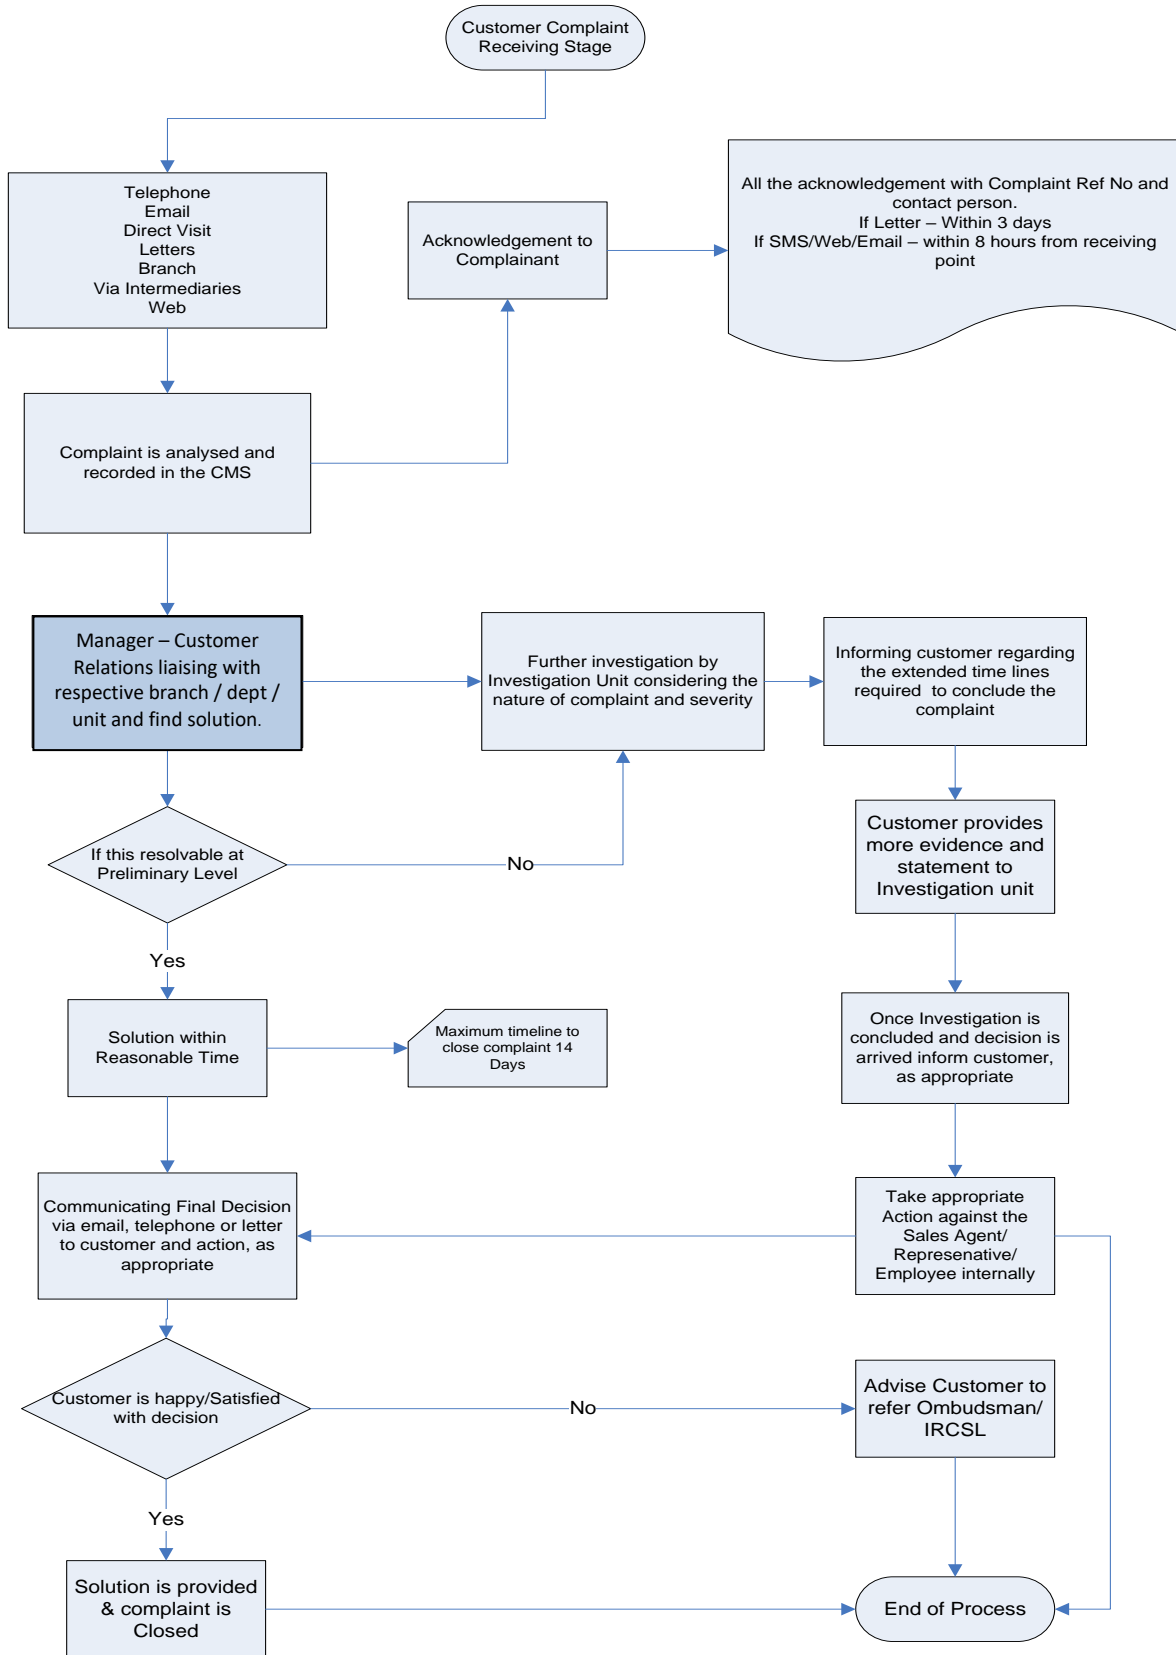 Customer Complaint
Receiving Stage
Telephone
Email
Direct Visit
Letters
Branch
Via Intermediaries
Web
Acknowledgement to
Complainant
All the acknowledgement with Complaint Ref No and
contact person.
If Letter – Within 3 days
If SMS/Web/Email – within 8 hours from receiving
point
Complaint is analysed and
recorded in the CMS
Manager – Customer
Relations liaising with
respective branch / dept /
unit and find solution.
Further investigation by
Investigation Unit considering the
nature of complaint and severity
Informing customer regarding
the extended time lines
required to conclude the
complaint
If this resolvable at
Preliminary Level
No
Customer provides
more evidence and
statement to
Investigation unit
Yes
Solution within
Reasonable Time
Maximum timeline to
close complaint 14
Days
Once Investigation is
concluded and decision is
arrived inform customer,
as appropriate
Communicating Final Decision
via email, telephone or letter
to customer and action, as
appropriate
Take appropriate
Action against the
Sales Agent/
Represenative/
Employee internally
Customer is happy/Satisfied
with decision
No
Advise Customer to
refer Ombudsman/
IRCSL
Yes
Solution is provided
& complaint is
Closed
End of Process